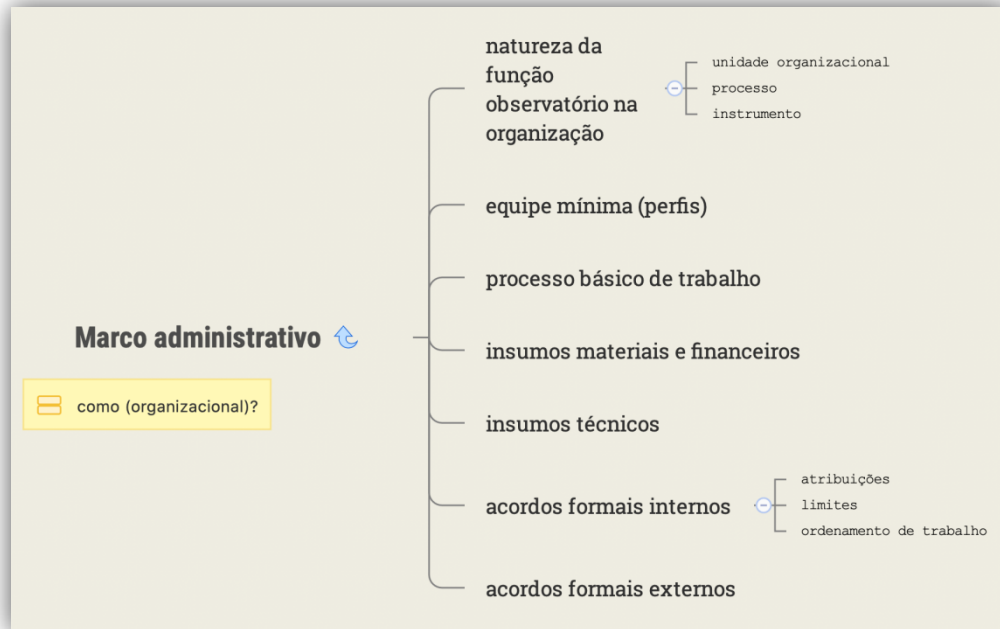 Marco administrativo
como (organizacional)?
natureza da
função
observatório na
organização
unidade organizacional
processo
instrumento
equipe mínima (perfis)
processo básico de trabalho
insumos materiais e financeiros
insumos técnicos
acordos formais internos
atribuições
limites
ordenamento de trabalho
acordos formais externos